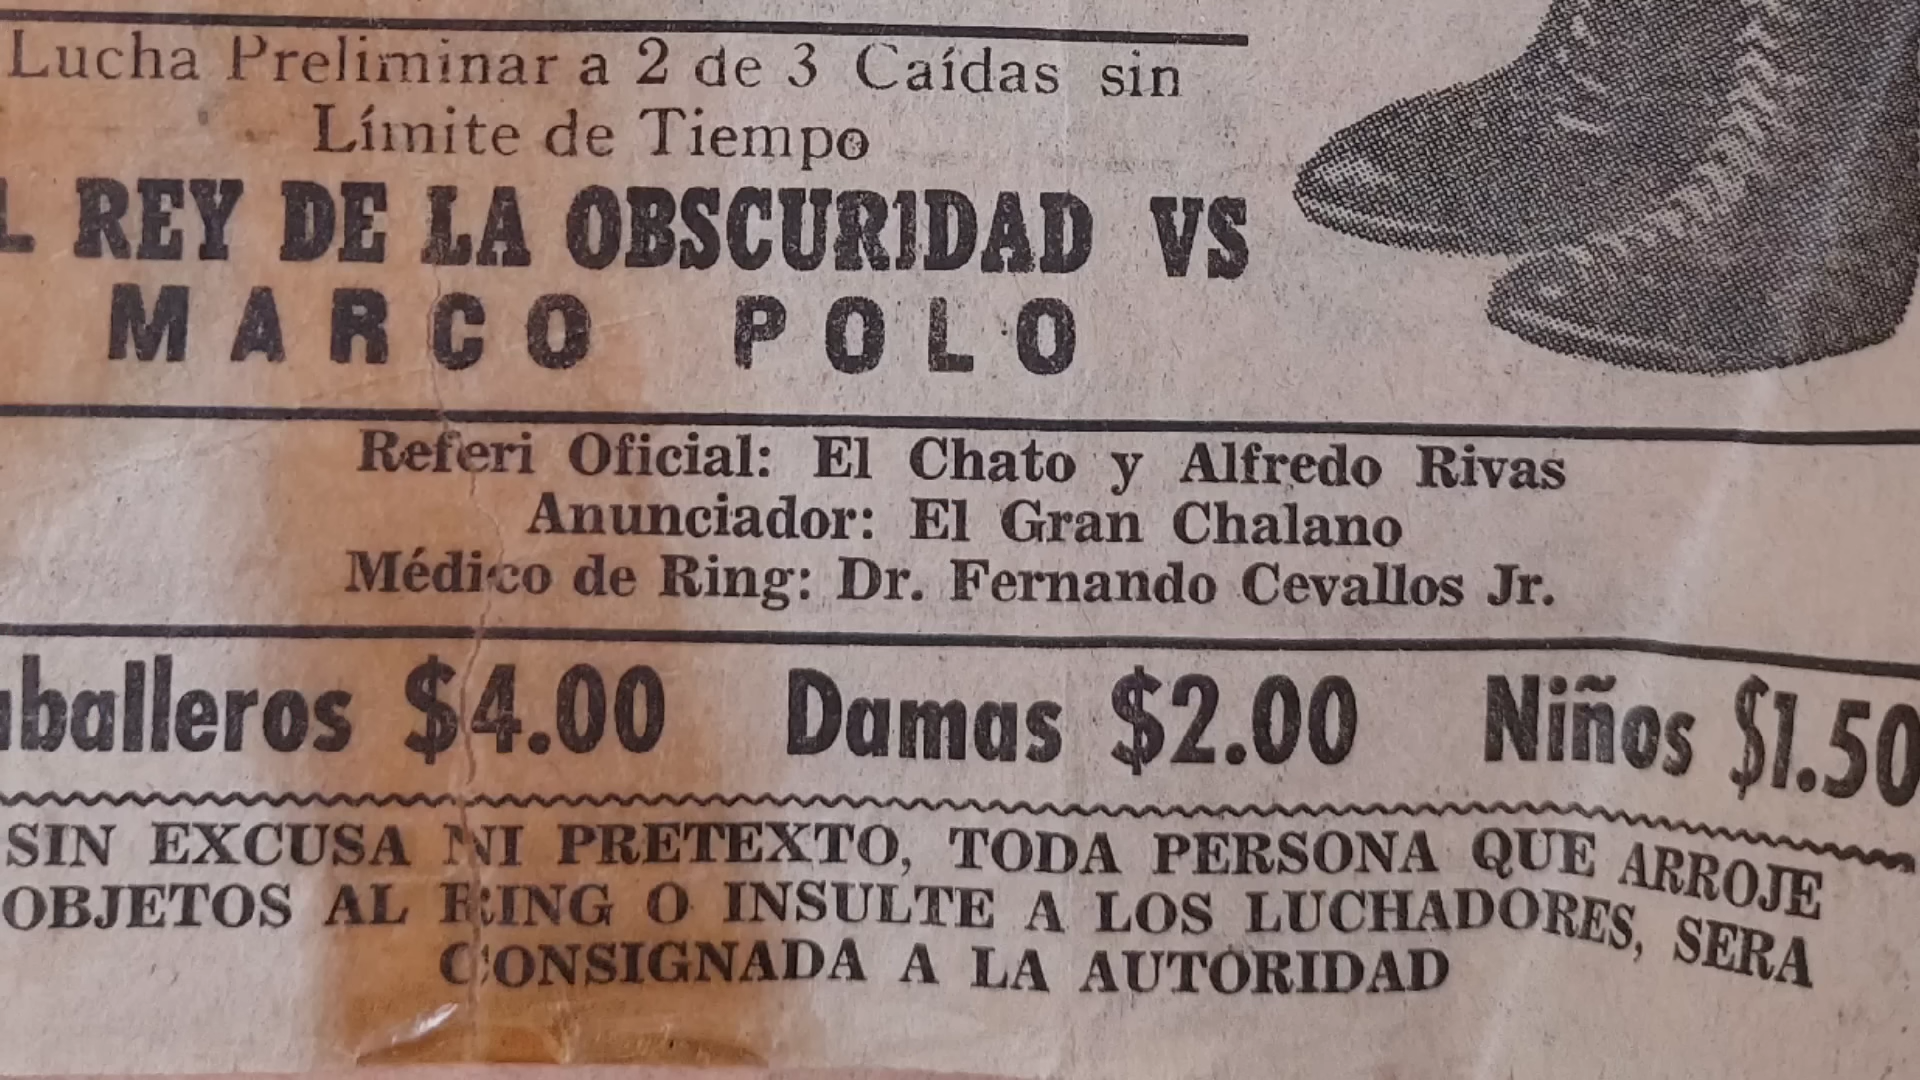 Lucha Preliminar a 2 de 3 Caídas sin
Límite de Tiempo
L REY DE LA OBSCURIDAD VS
MARCO POLO
Referi Oficial: El Chato y Alfredo Rivas
Anunciador: El Gran Chalano
Médico de Ring: Dr. Fernando Cevallos Jr.
aballeros $4.00 Damas $2.00 Niños $1.50
SIN EXCUSA NI PRETEXTO, TODA PERSONA QUE ARROJE
OBJETOS AL RING O INSULTE A LOS LUCHADORES, SERA
CONSIGNADA A LA AUTORIDAD